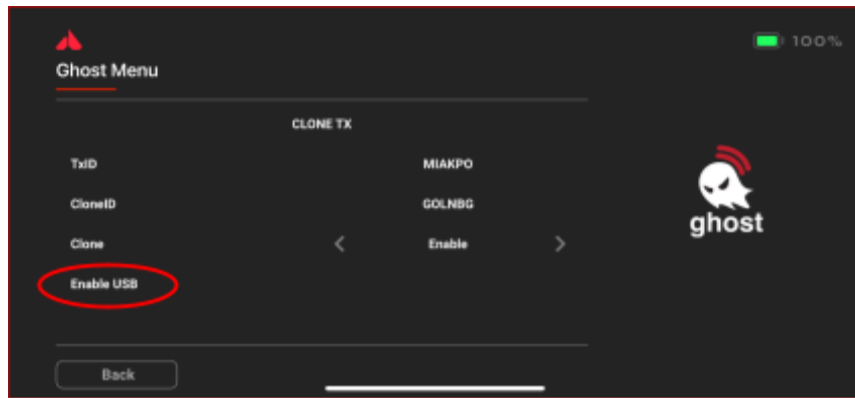 100%
Ghost Menu
CLONE TX
TxID MIAKPO
CloneID GOLNBG
Clone < Enable >
Enable USB
ghost
Back